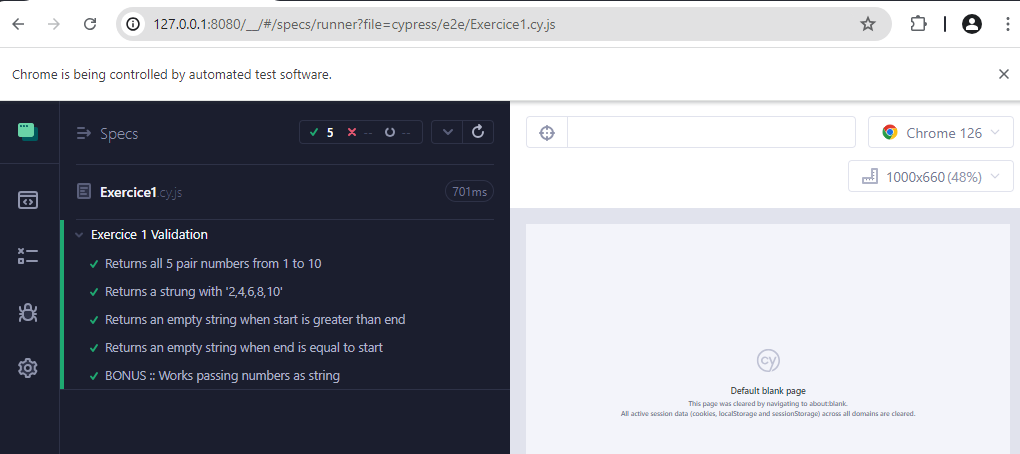 127.0.0.1:8080/__/#/specs/runner?file=cypress/e2e/Exercice1.cy.js
Chrome is being controlled by automated test software.
Specs
5 -- --
Chrome 126
1000x660 (48%)
Exercice1.cy.js
701ms
Exercice 1 Validation
Returns all 5 pair numbers from 1 to 10
Returns a strung with '2,4,6,8,10'
Returns an empty string when start is greater than end
Returns an empty string when end is equal to start
BONUS :: Works passing numbers as string
cy
Default blank page
This page was cleared by navigating to about:blank.
All active session data (cookies, localStorage and sessionStorage) across all domains are cleared.